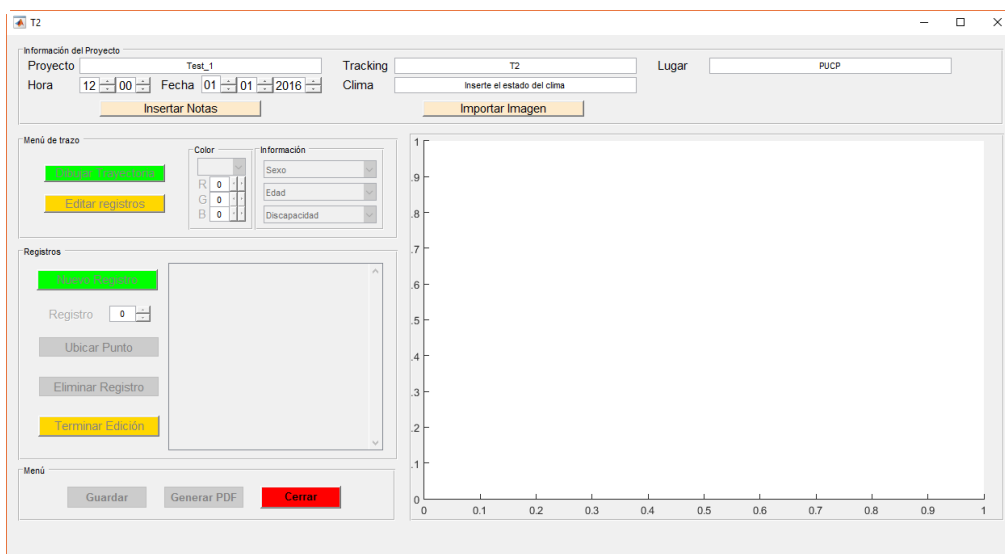 T2
Información del Proyecto
Proyecto Test_1 Tracking T2 Lugar PUCP
Hora 12 00 Fecha 01 01 2016 Clima Inserte el estado del clima
Insertar Notas Importar Imagen
Menú de trazo
Dibujar Trayectoria
Editar registros
Color
R 0
G 0
B 0
Información
Sexo
Edad
Discapacidad
Registros
Nuevo Registro
Registro 0
Ubicar Punto
Eliminar Registro
Terminar Edición
Menú
Guardar Generar PDF Cerrar
1
.9
.8
.7
.6
.5
.4
.3
.2
.1
0
0 0.1 0.2 0.3 0.4 0.5 0.6 0.7 0.8 0.9 1